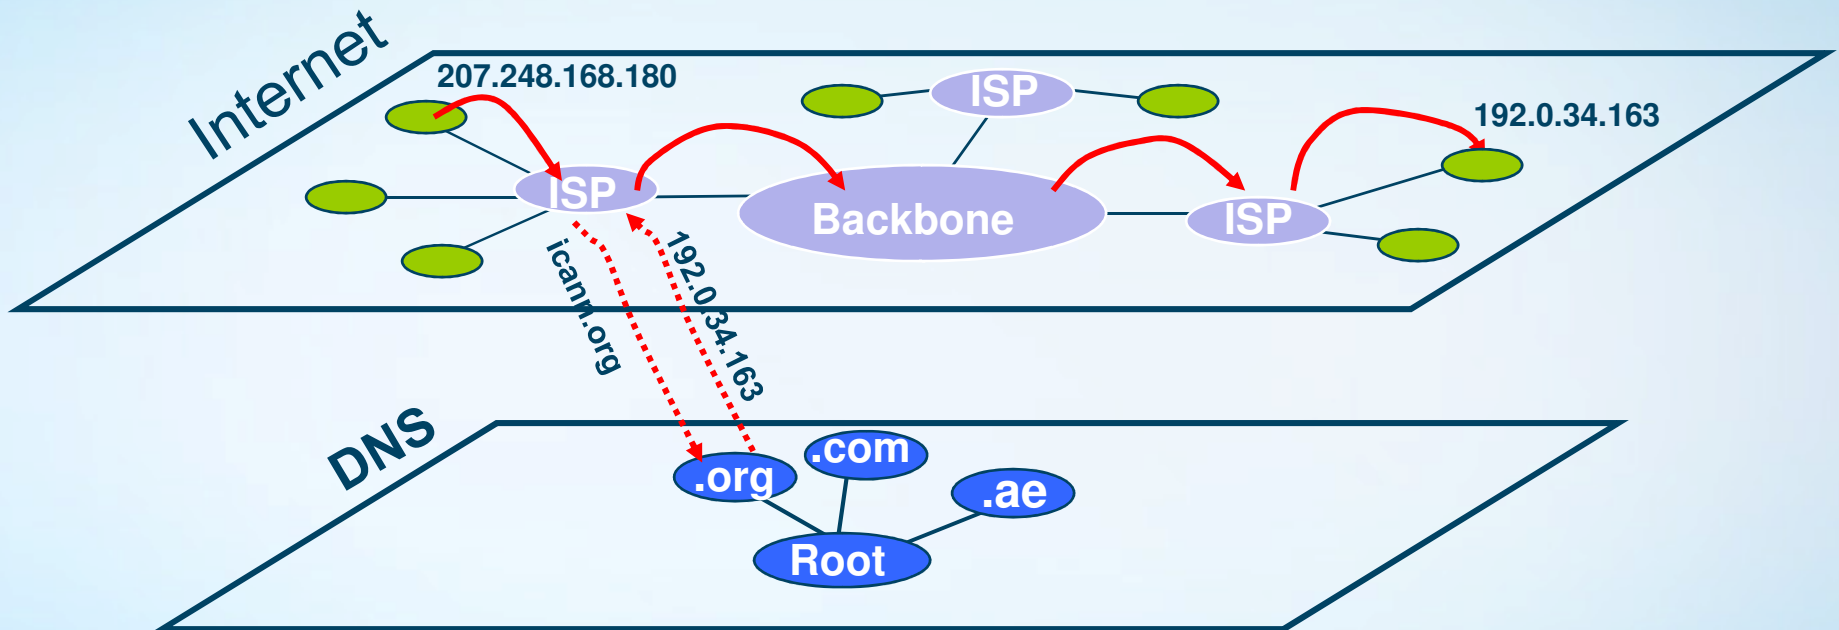 Internet
207.248.168.180
ISP
192.0.34.163
ISP
Backbone
ISP
icann.org
192.0.34.163
DNS
.com
.org
.ae
Root